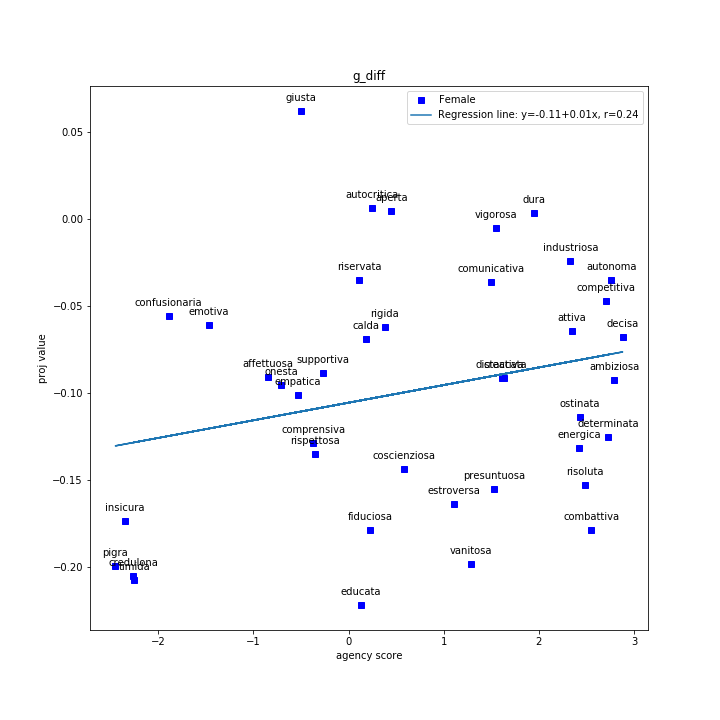 g_diff
Female
Regression line: y=-0.11+0.01x, r=0.24
giusta
autocritica
aperta
dura
vigorosa
industriosa
riservata
comunicativa
autonoma
competitiva
confusionaria
emotiva
rigida
attiva
decisa
calda
supportiva
affettuosa
onesta
empatica
creativa
ambiziosa
ostinata
determinata
comprensiva
rispettosa
energica
coscienziosa
presuntuosa
risoluta
estroversa
insicura
fiduciosa
combattiva
pigra
credulona
timida
vanitosa
educata
0.05
0.00
−0.05
−0.10
−0.15
−0.20
proj value
−2
−1
0
1
2
3
agency score